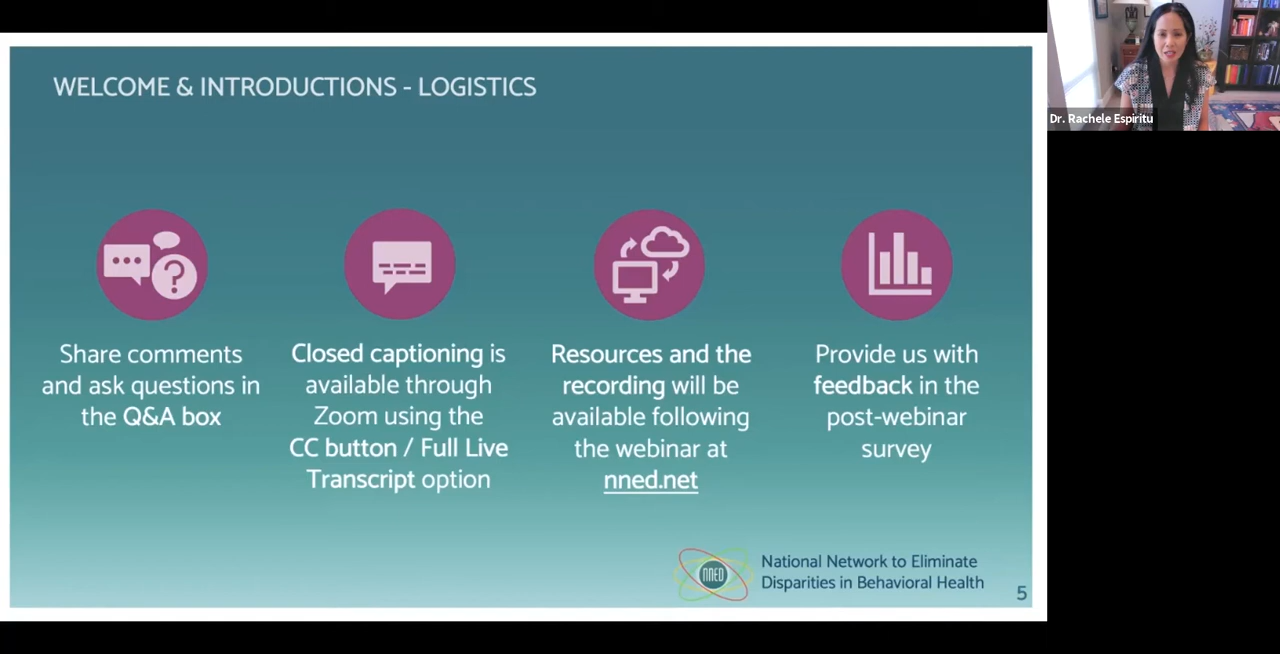 WELCOME & INTRODUCTIONS - LOGISTICS
Share comments
and ask questions in
the Q&A box
Closed captioning is
available through
Zoom using the
CC button / Full Live
Transcript option
Resources and the
recording will be
available following
the webinar at
nned.net
Provide us with
feedback in the
post-webinar
survey
NNED
National Network to Eliminate
Disparities in Behavioral Health
5
Dr. Rachele Espiritu